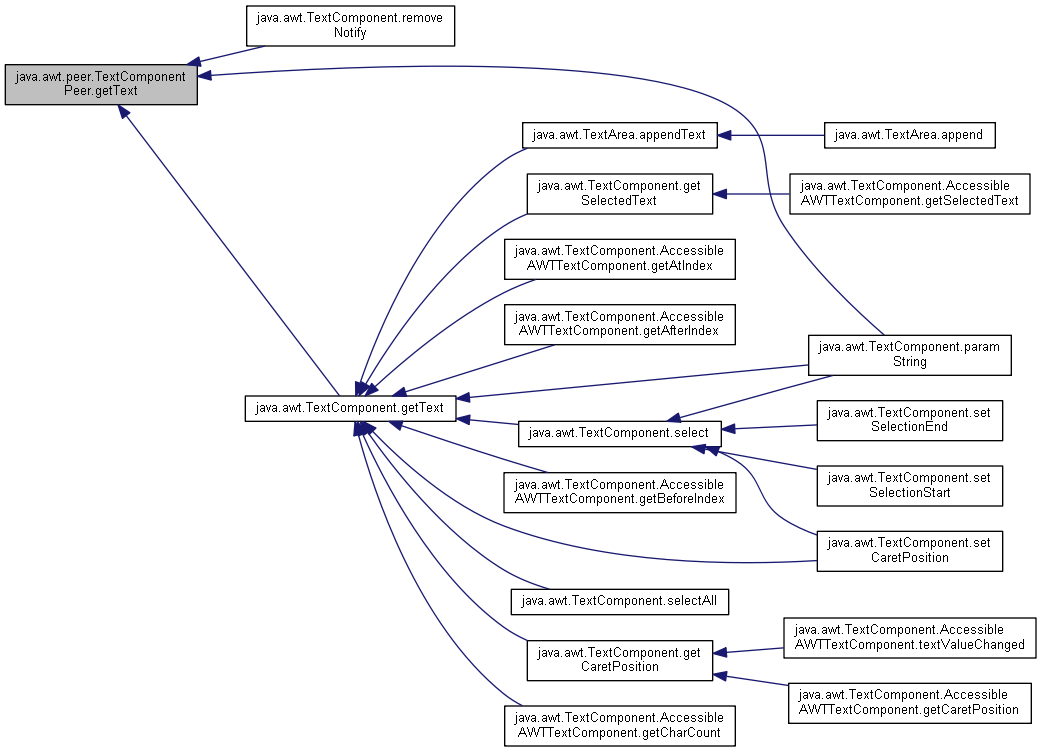 java.awt.TextComponent.remove
Notify
java.awt.peer.TextComponent
Peer.getText
java.awt.TextArea.appendText
java.awt.TextArea.append
java.awt.TextComponent.get
SelectedText
java.awt.TextComponent.Accessible
AWTTextComponent.getSelectedText
java.awt.TextComponent.Accessible
AWTTextComponent.getAtIndex
java.awt.TextComponent.Accessible
AWTTextComponent.getAfterIndex
java.awt.TextComponent.param
String
java.awt.TextComponent.getText
java.awt.TextComponent.select
java.awt.TextComponent.set
SelectionEnd
java.awt.TextComponent.Accessible
AWTTextComponent.getBeforeIndex
java.awt.TextComponent.set
SelectionStart
java.awt.TextComponent.set
CaretPosition
java.awt.TextComponent.selectAll
java.awt.TextComponent.get
CaretPosition
java.awt.TextComponent.Accessible
AWTTextComponent.textValueChanged
java.awt.TextComponent.Accessible
AWTTextComponent.getCaretPosition
java.awt.TextComponent.Accessible
AWTTextComponent.getCharCount